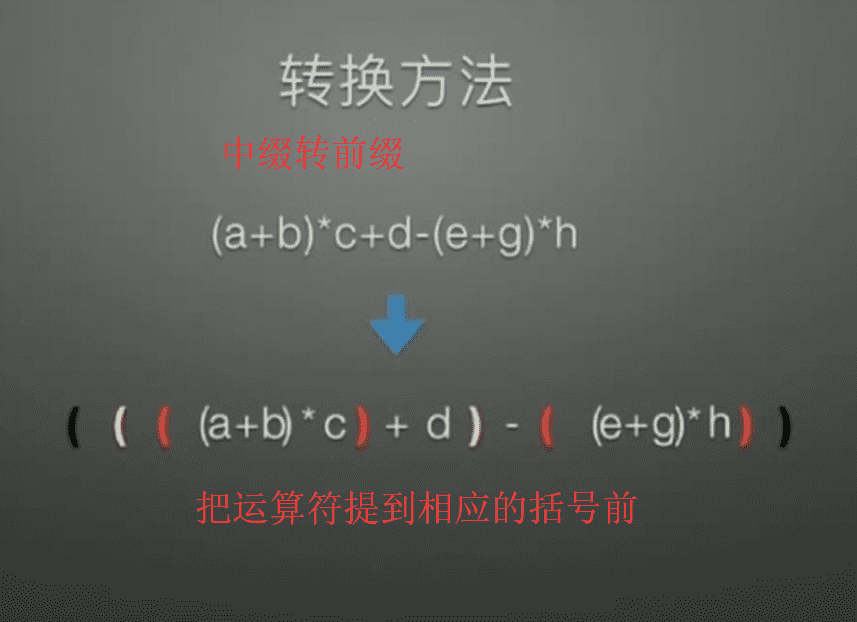 转换方法
中缀转前缀
(a+b)*c+d-(e+g)*h
( ( ( (a+b) * c ) + d ) - ( (e+g)* h ) )
把运算符提到相应的括号前